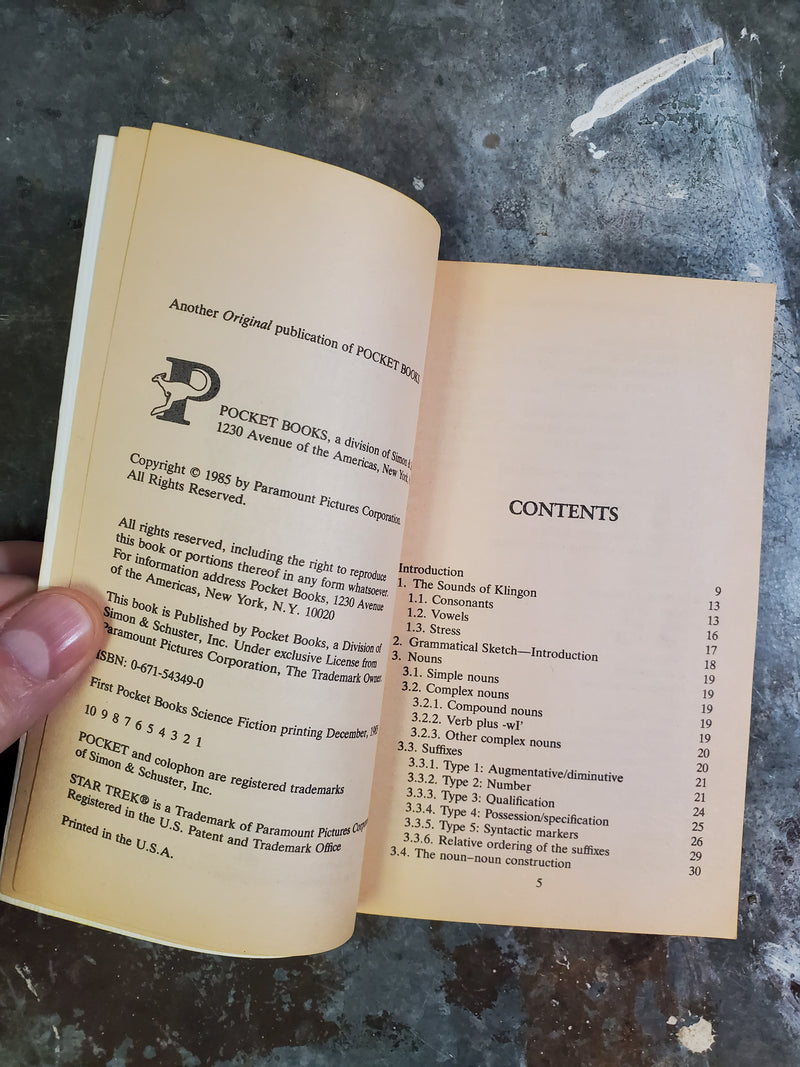 Another Original publication of POCKET BOOKS
P
POCKET BOOKS, a division of Simon &
1230 Avenue of the Americas, New York,
Copyright © 1985 by Paramount Pictures Corporation.
All Rights Reserved.
All rights reserved, including the right to reproduce
this book or portions thereof in any form whatsoever.
For information address Pocket Books, 1230 Avenue
of the Americas, New York, N.Y. 10020
This book is Published by Pocket Books, a Division of
Simon & Schuster, Inc. Under exclusive License from
Paramount Pictures Corporation, The Trademark Owner.
ISBN: 0-671-54349-0
First Pocket Books Science Fiction printing December,
10 9 8 7 6 5 4 3 2 1
POCKET and colophon are registered trademarks
of Simon & Schuster, Inc.
STAR TREK® is a Trademark of Paramount Pictures
Registered in the U.S. Patent and Trademark Office
Printed in the U.S.A.
CONTENTS
Introduction 9
1. The Sounds of Klingon 13
1.1. Consonants 13
1.2. Vowels 16
1.3. Stress 17
2. Grammatical Sketch—Introduction 18
3. Nouns 19
3.1. Simple nouns 19
3.2. Complex nouns 19
3.2.1. Compound nouns 19
3.2.2. Verb plus -wI' 19
3.2.3. Other complex nouns 20
3.3. Suffixes 20
3.3.1. Type 1: Augmentative/diminutive 21
3.3.2. Type 2: Number 21
3.3.3. Type 3: Qualification 24
3.3.4. Type 4: Possession/specification 25
3.3.5. Type 5: Syntactic markers 26
3.3.6. Relative ordering of the suffixes 29
3.4. The noun–noun construction 30
5